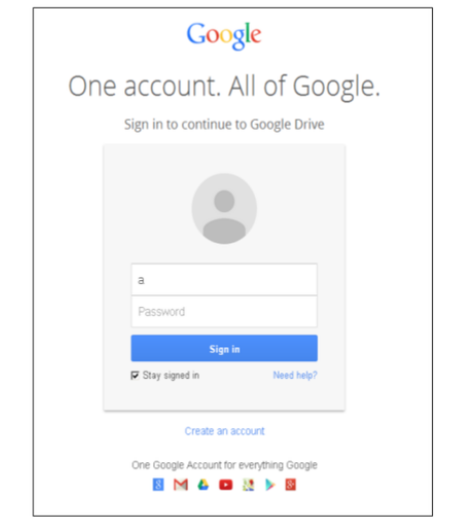 Google
One account. All of Google.
Sign in to continue to Google Drive
a
Password
Sign in
Stay signed in Need help?
Create an account
One Google Account for everything Google